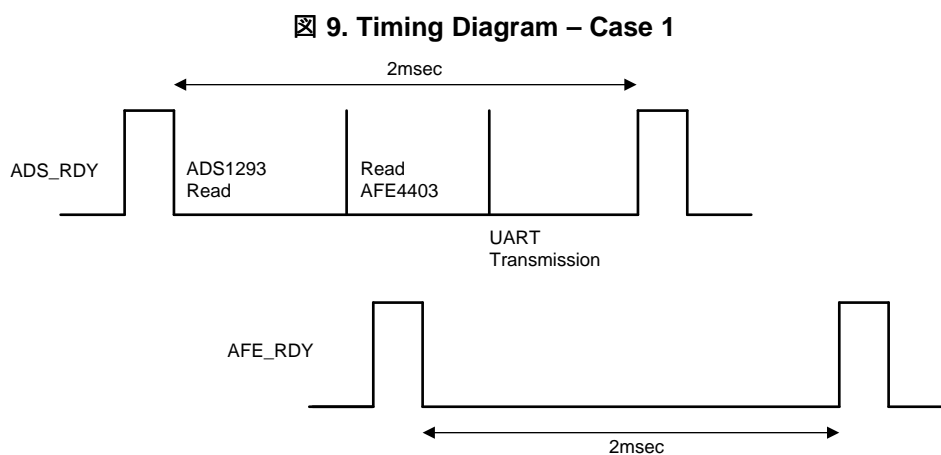 図 9. Timing Diagram – Case 1
2msec
ADS_RDY
ADS1293
Read
Read
AFE4403
UART
Transmission
AFE_RDY
2msec